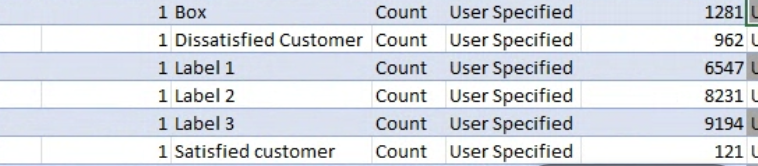 1 Box Count User Specified 1281 U
1 Dissatisfied Customer Count User Specified 962 U
1 Label 1 Count User Specified 6547 U
1 Label 2 Count User Specified 8231 U
1 Label 3 Count User Specified 9194 U
1 Satisfied customer Count User Specified 121 U